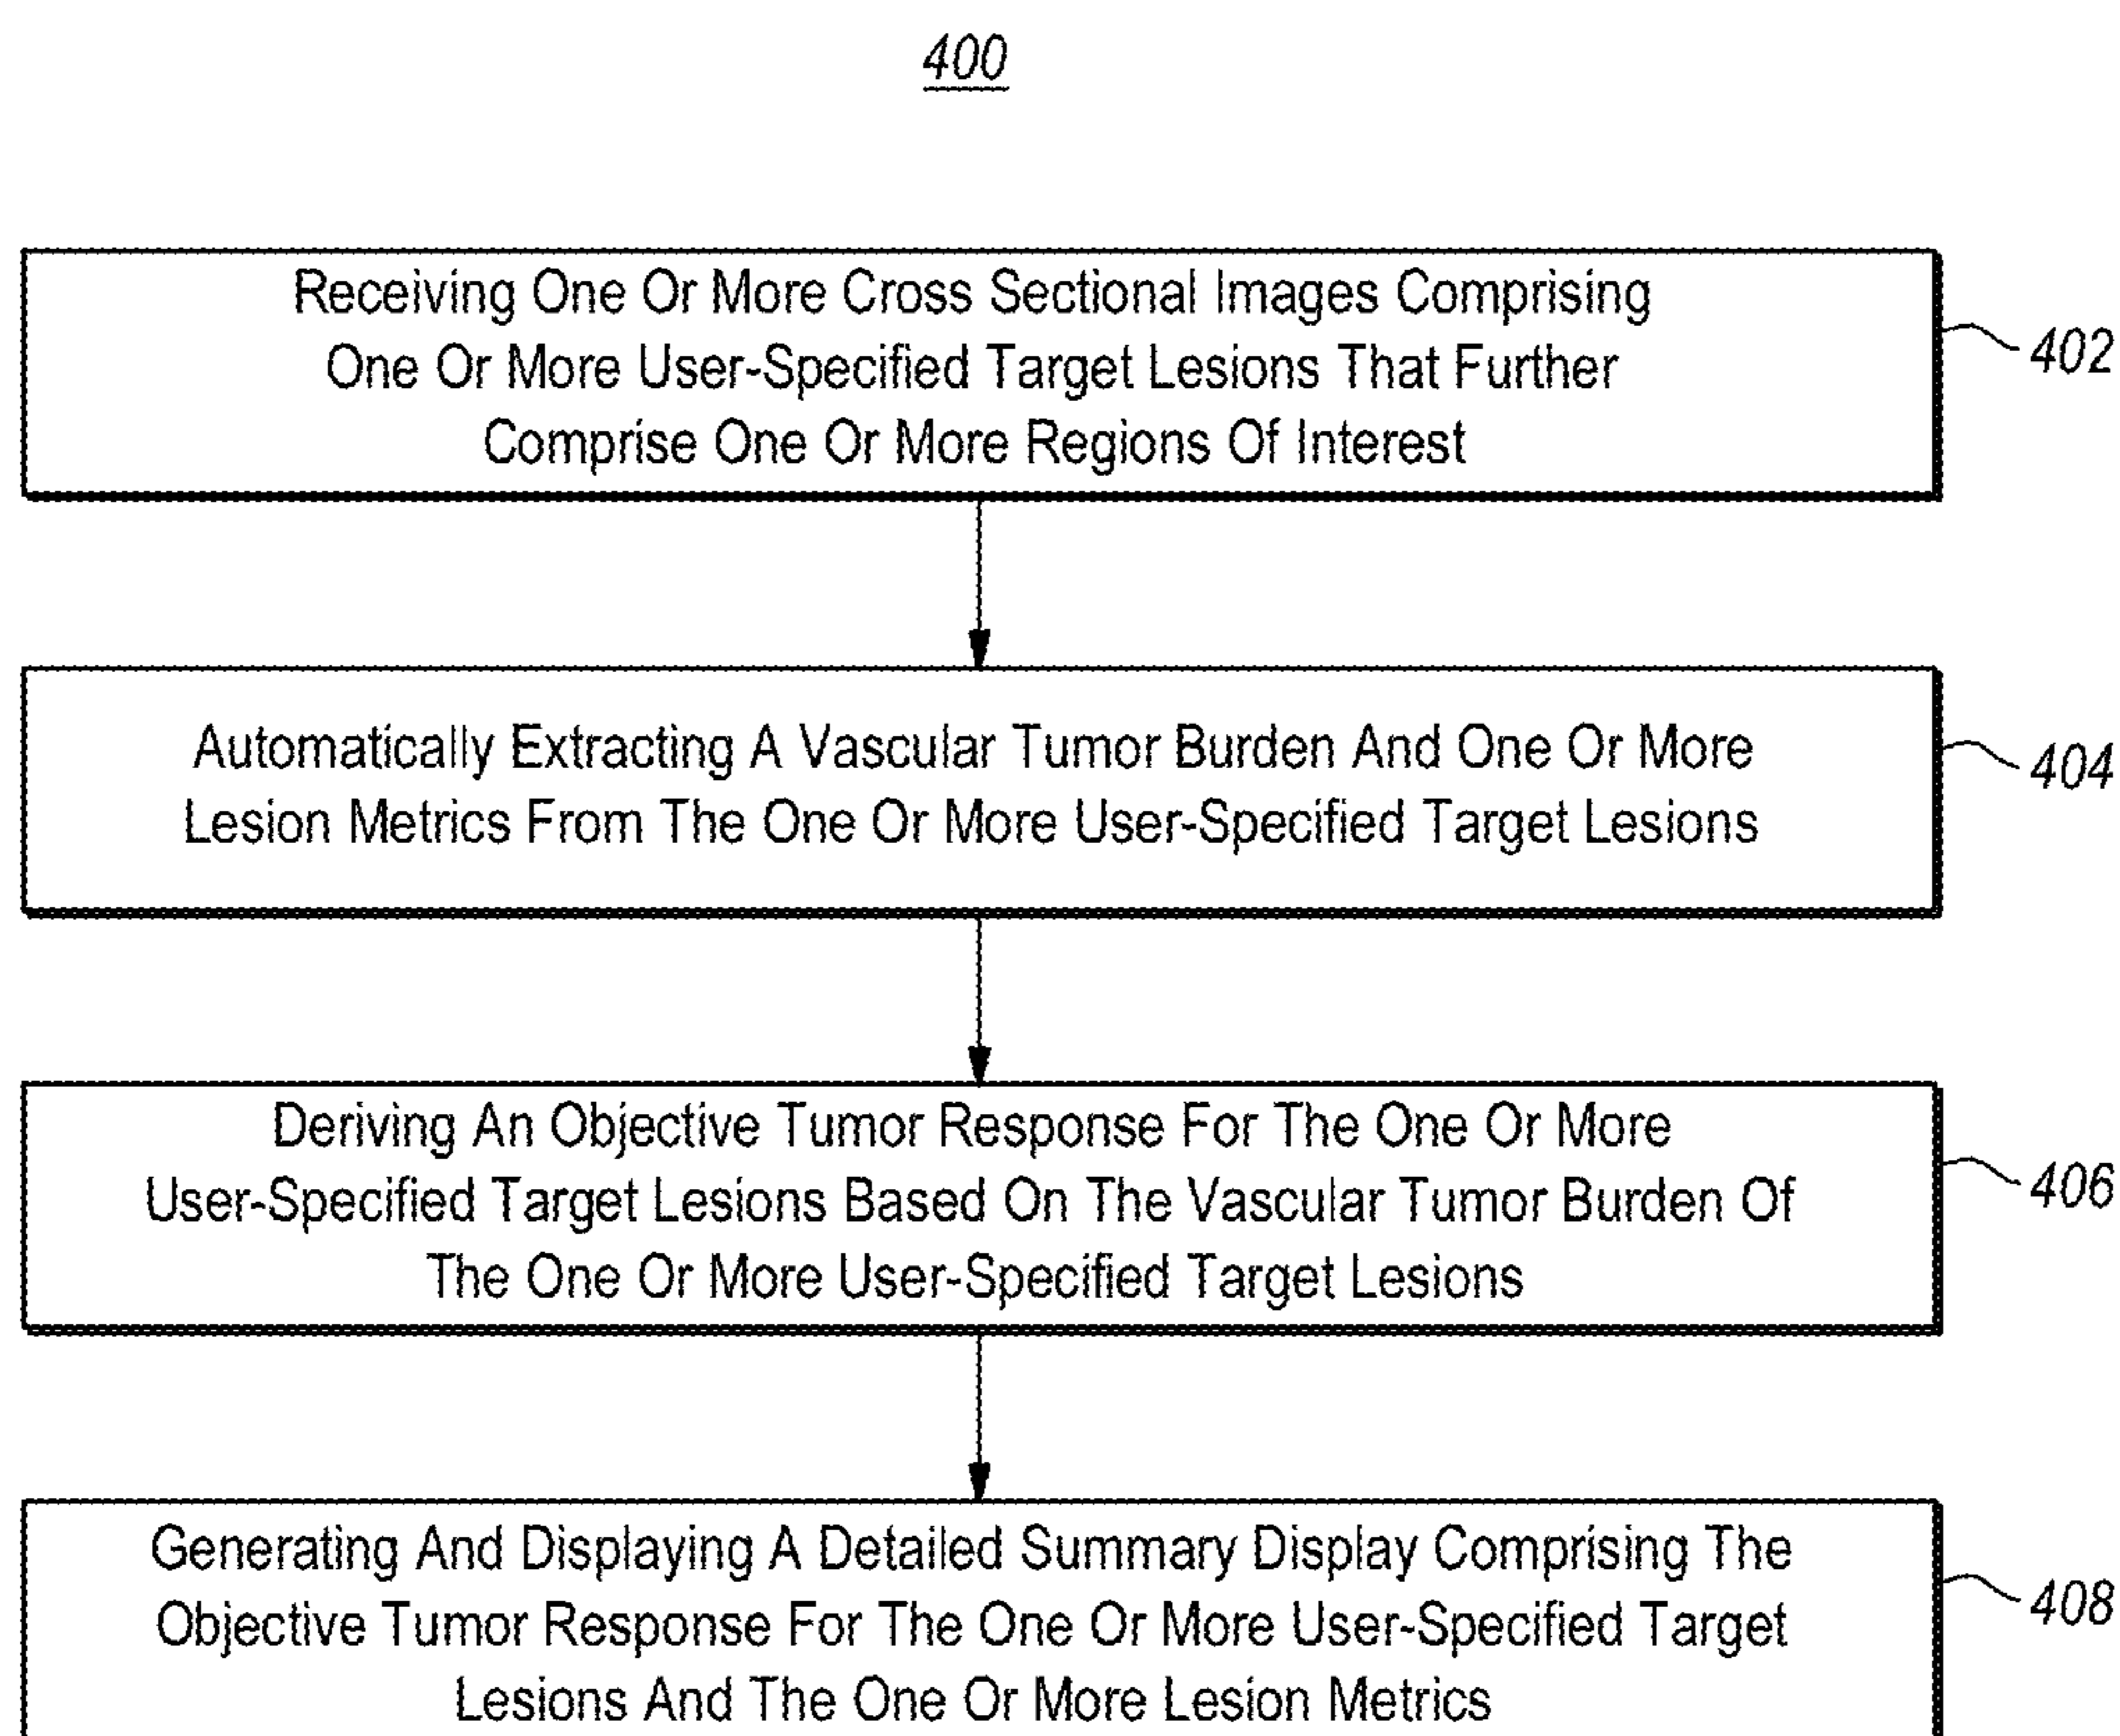 400
Receiving One Or More Cross Sectional Images Comprising
One Or More User-Specified Target Lesions That Further
Comprise One Or More Regions Of Interest
402
Automatically Extracting A Vascular Tumor Burden And One Or More
Lesion Metrics From The One Or More User-Specified Target Lesions
404
Deriving An Objective Tumor Response For The One Or More
User-Specified Target Lesions Based On The Vascular Tumor Burden Of
The One Or More User-Specified Target Lesions
406
Generating And Displaying A Detailed Summary Display Comprising The
Objective Tumor Response For The One Or More User-Specified Target
Lesions And The One Or More Lesion Metrics
408